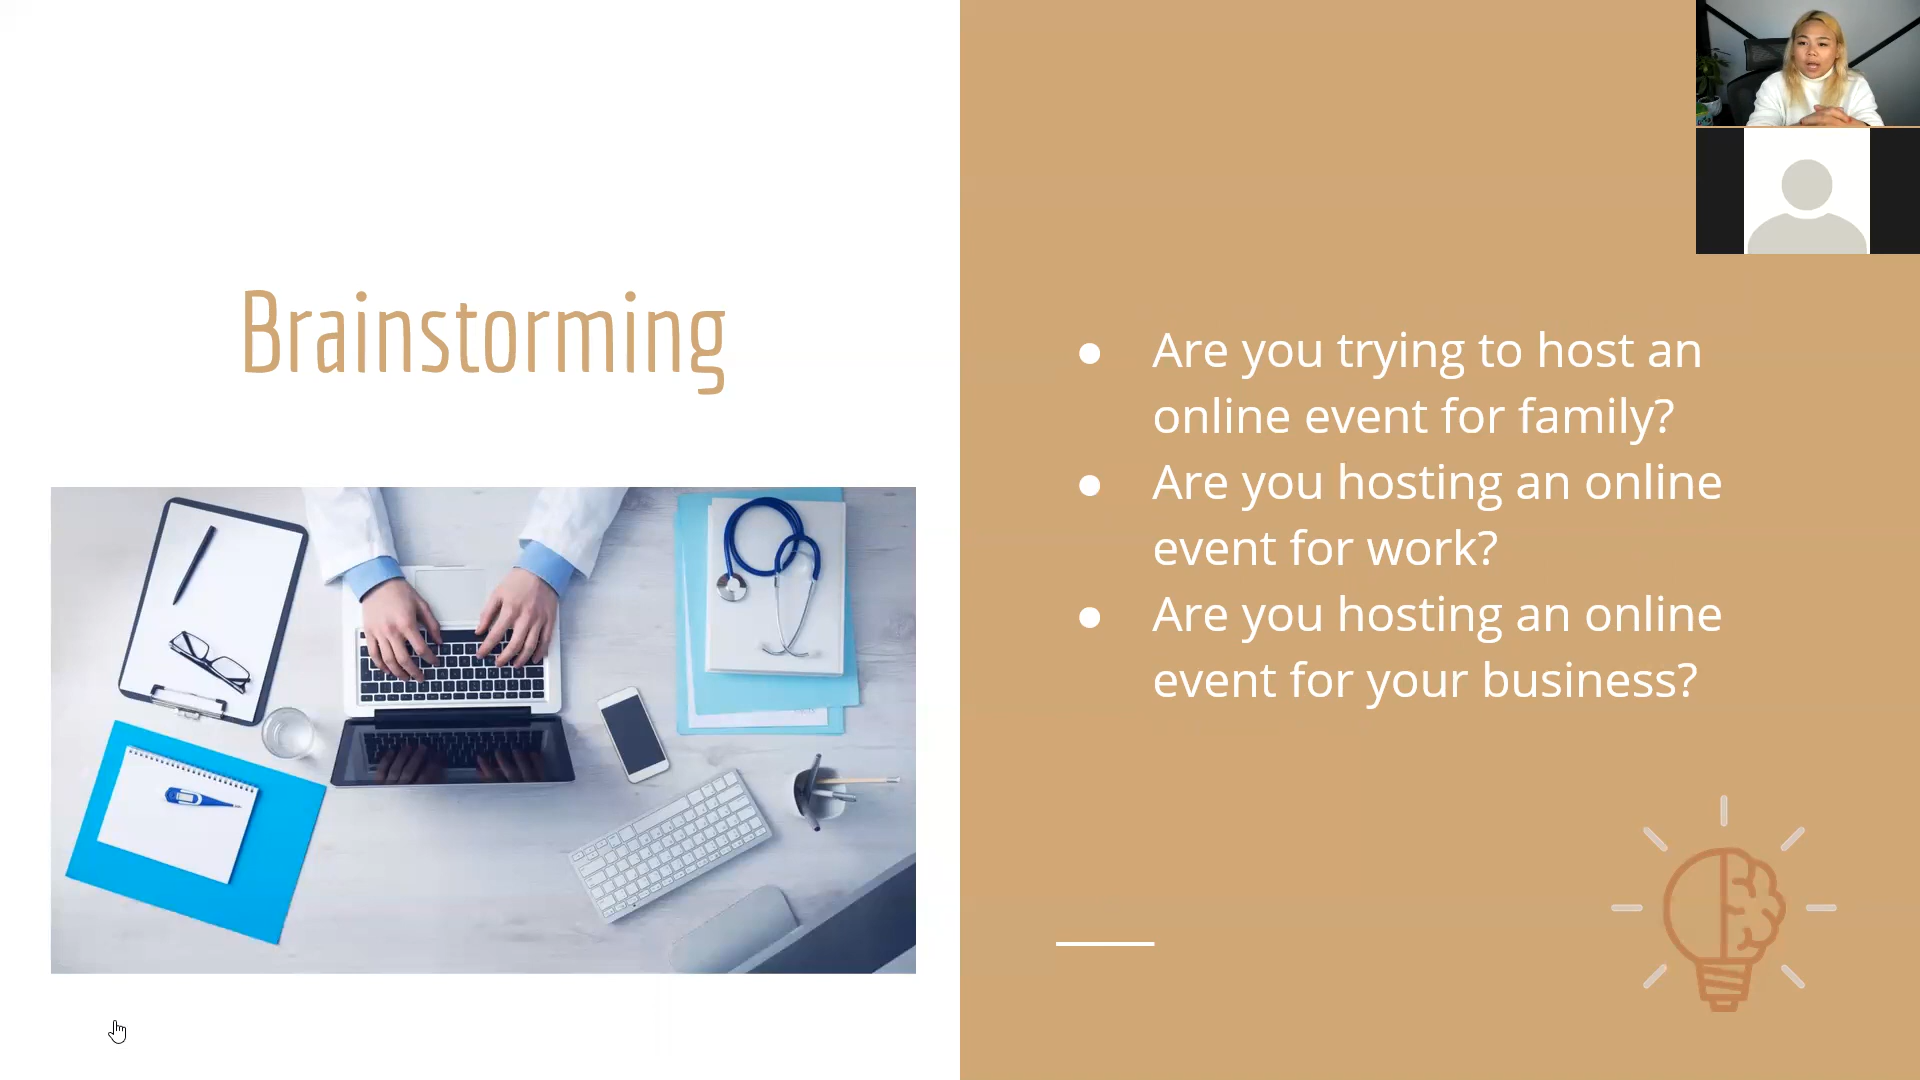 Brainstorming
● Are you trying to host an
online event for family?
● Are you hosting an online
event for work?
● Are you hosting an online
event for your business?